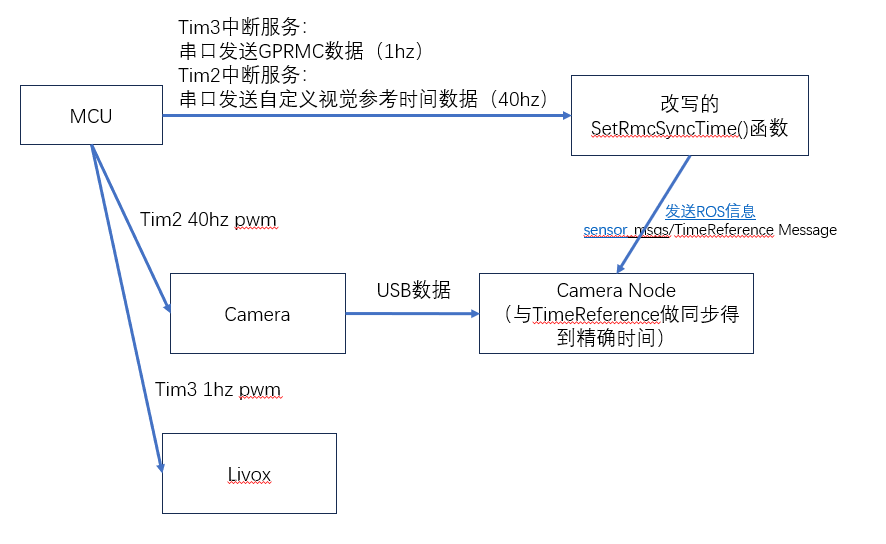 Tim3中断服务：
串口发送GPRMC数据（1hz）
Tim2中断服务：
串口发送自定义视觉参考时间数据（40hz）
MCU
改写的
SetRmcSyncTime()函数
Tim2 40hz pwm
发送ROS信息
sensor_msgs/TimeReference Message
Camera
USB数据
Camera Node
（与TimeReference做同步得
到精确时间）
Tim3 1hz pwm
Livox